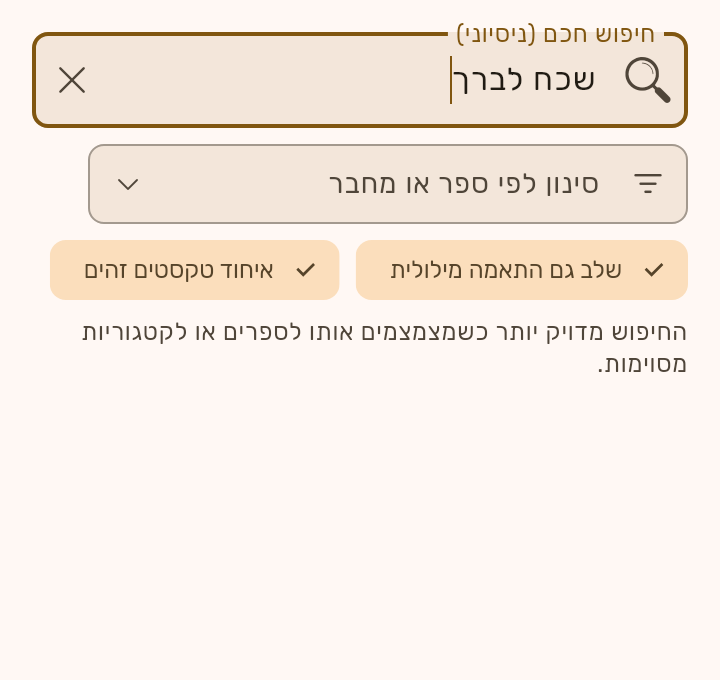 חיפוש חכם (ניסיוני)
שכח לברך
סינון לפי ספר או מחבר
שלב גם התאמה מילולית
איחוד טקסטים זהים
החיפוש מדויק יותר כשמצמצמים אותו לספרים או לקטגוריות
מסוימות.